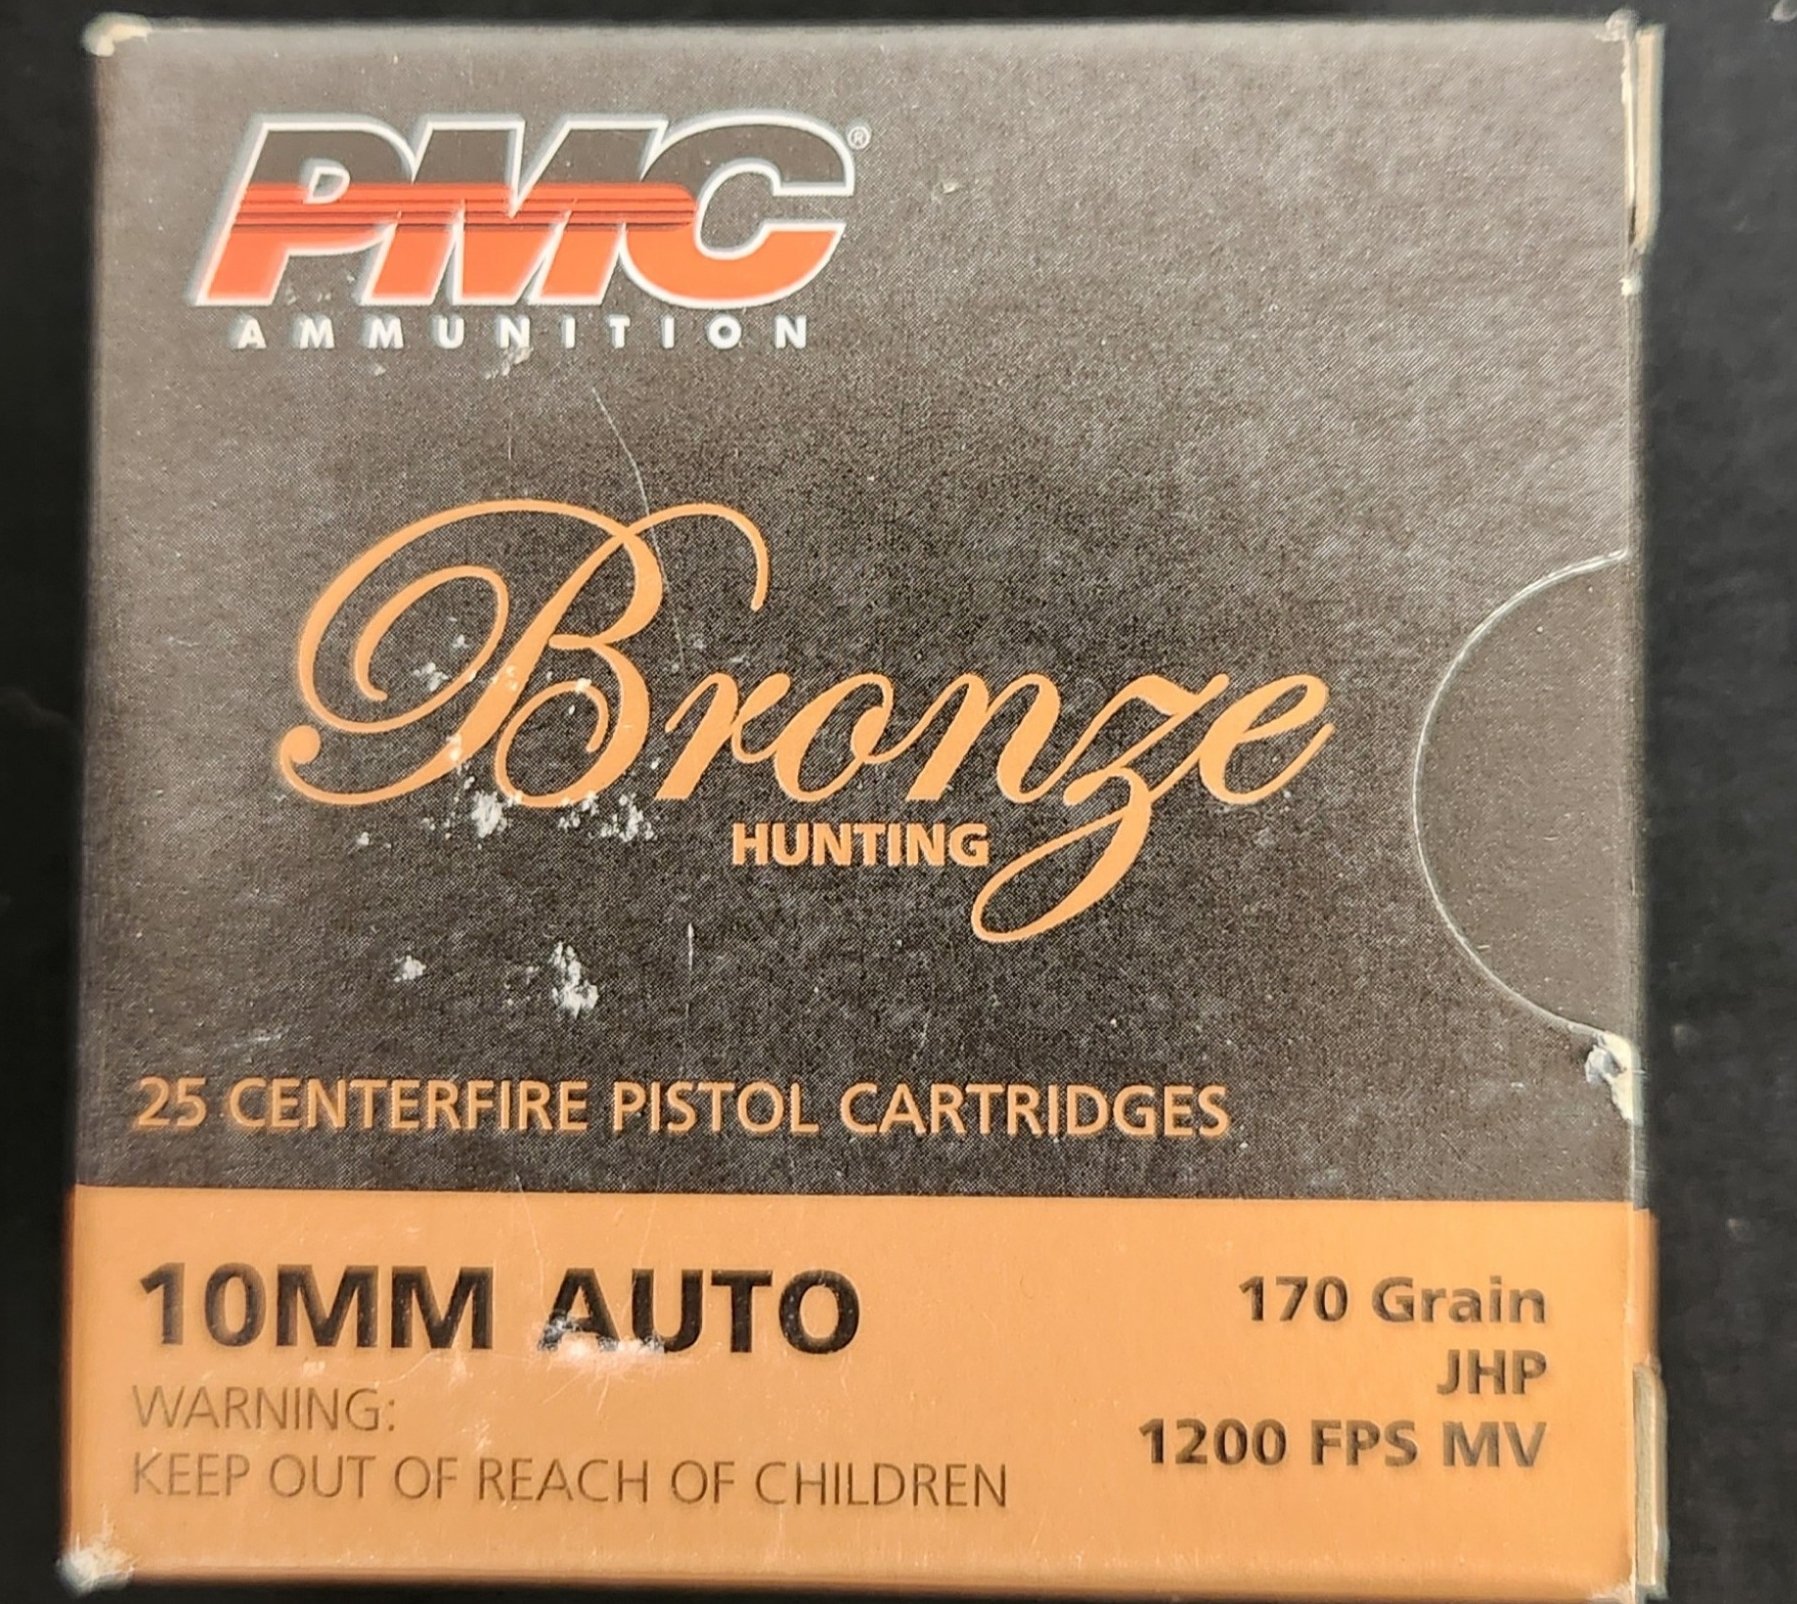 PMC®
AMMUNITION
Bronze
HUNTING
25 CENTERFIRE PISTOL CARTRIDGES
10MM AUTO
WARNING:
KEEP OUT OF REACH OF CHILDREN
170 Grain
JHP
1200 FPS MV